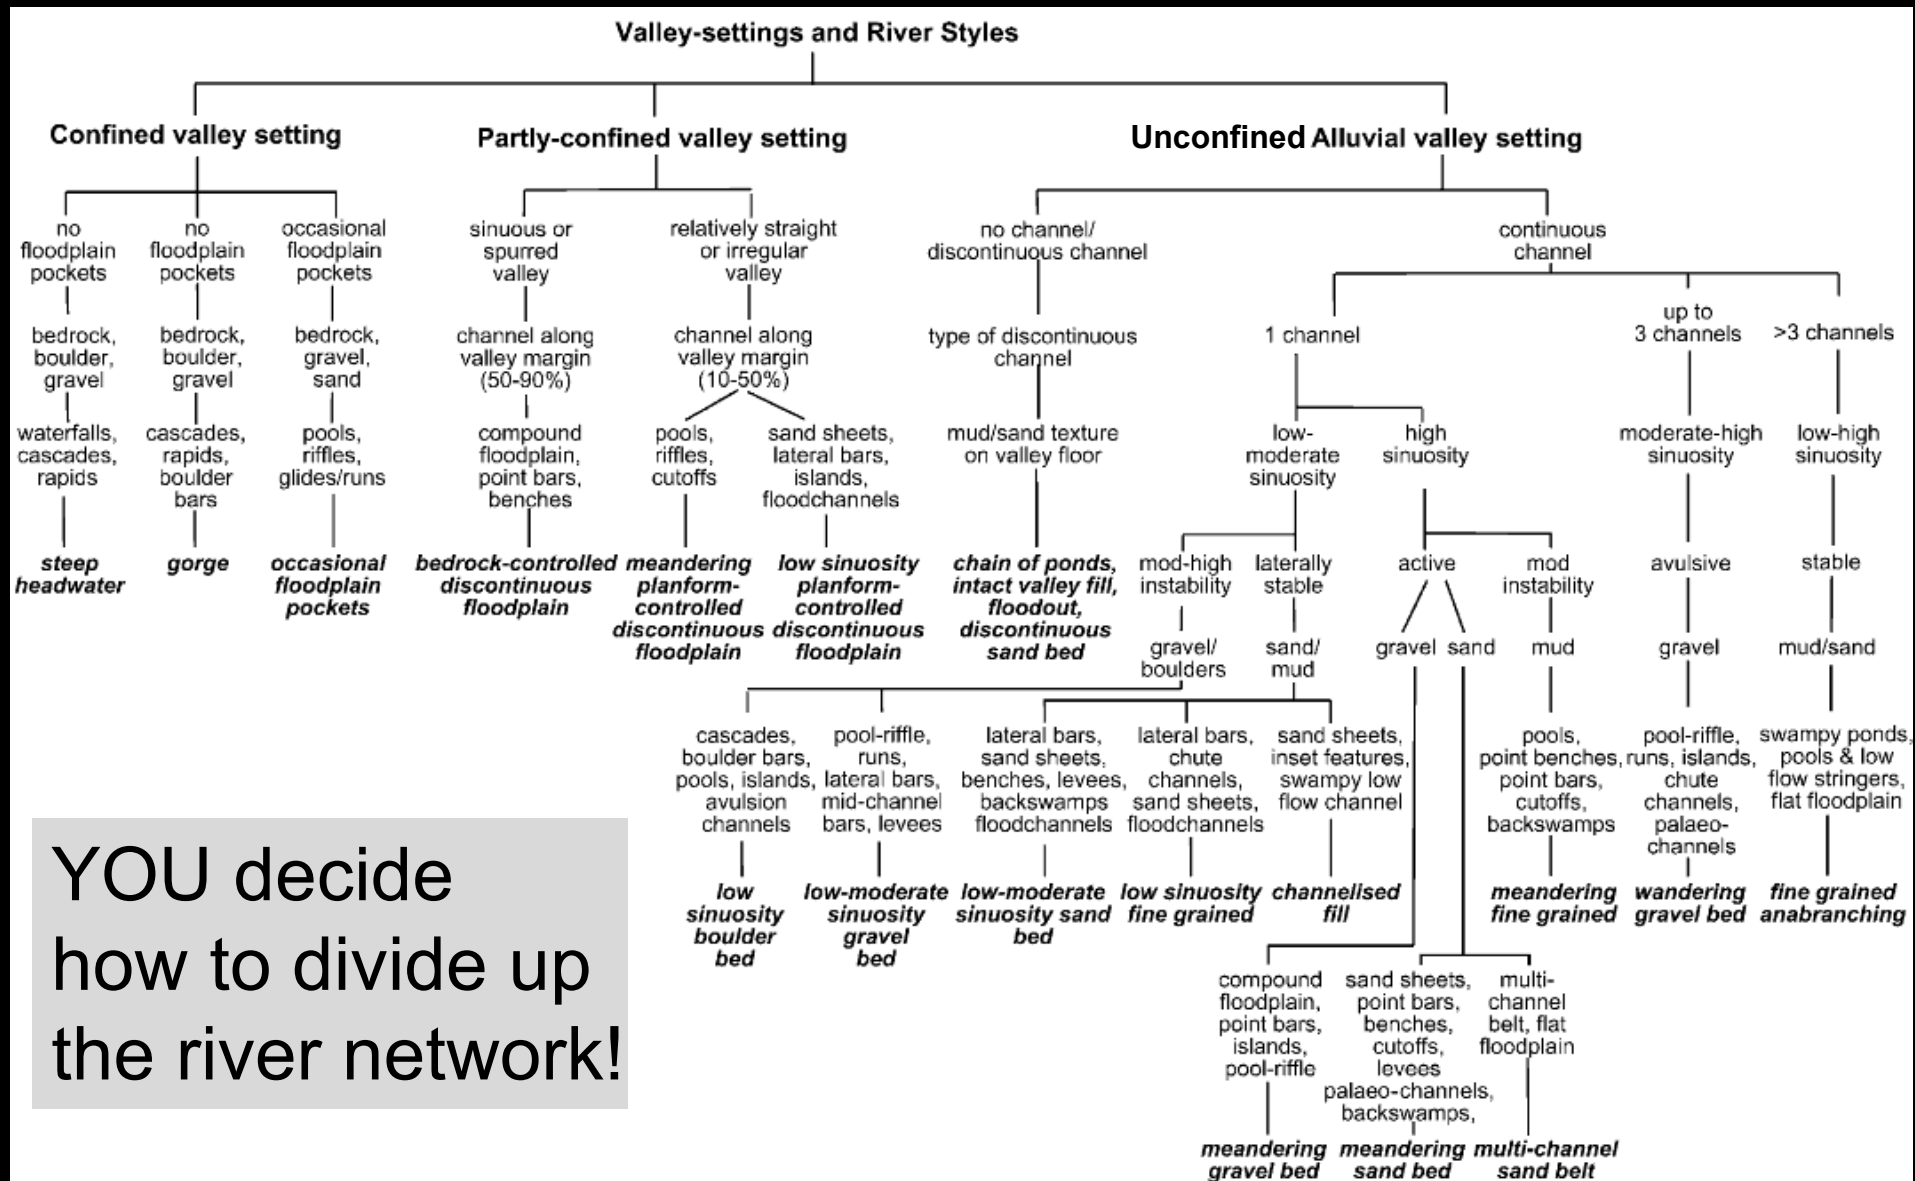 Valley-settings and River Styles
Confined valley setting
Partly-confined valley setting
Unconfined Alluvial valley setting
no
floodplain
pockets
bedrock,
boulder,
gravel
waterfalls,
cascades,
rapids
steep
headwater
no
floodplain
pockets
bedrock,
boulder,
gravel
cascades,
rapids,
boulder
bars
gorge
occasional
floodplain
pockets
bedrock,
gravel,
sand
pools,
riffles,
glides/runs
occasional
floodplain
pockets
sinuous or
spurred
valley
channel along
valley margin
(50-90%)
compound
floodplain,
point bars,
benches
bedrock-controlled
discontinuous
floodplain
relatively straight
or irregular
valley
channel along
valley margin
(10-50%)
pools,
riffles,
cutoffs
meandering
planform-
controlled
discontinuous
floodplain
sand sheets,
lateral bars,
islands,
floodchannels
low sinuosity
planform-
controlled
discontinuous
floodplain
no channel/
discontinuous channel
type of discontinuous
channel
mud/sand texture
on valley floor
chain of ponds,
intact valley fill,
floodout,
discontinuous
sand bed
continuous
channel
1 channel
low-
moderate
sinuosity
mod-high
instability
gravel/
boulders
cascades,
boulder bars,
pools, islands,
avulsion
channels
low
sinuosity
boulder
bed
pool-riffle,
runs,
lateral bars,
mid-channel
bars, levees
low-moderate
sinuosity
gravel
bed
laterally
stable
sand/
mud
lateral bars,
sand sheets,
benches, levees,
backswamps
floodchannels
low-moderate
sinuosity sand
bed
lateral bars,
chute
channels,
sand sheets,
floodchannels
low sinuosity
fine grained
sand sheets,
inset features,
swampy low
flow channel
channelised
fill
high
sinuosity
active
gravel
compound
floodplain,
point bars,
islands,
pool-riffle
meandering
gravel bed
sand
sand sheets,
point bars,
benches,
cutoffs,
levees
palaeo-channels,
backswamps,
meandering
sand bed
multi-
channel
belt, flat
floodplain
multi-channel
sand belt
mod
instability
mud
pools,
point benches,
point bars,
cutoffs,
backswamps
meandering
fine grained
up to
3 channels
moderate-high
sinuosity
avulsive
gravel
pool-riffle,
runs, islands,
chute
channels,
palaeo-
channels
wandering
gravel bed
>3 channels
low-high
sinuosity
stable
mud/sand
swampy ponds,
pools & low
flow stringers,
flat floodplain
fine grained
anabranching
YOU decide
how to divide up
the river network!